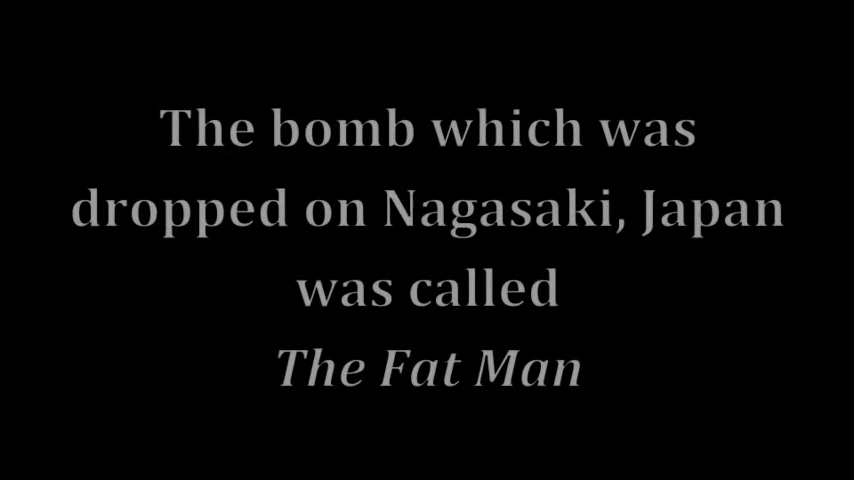 The bomb which was
dropped on Nagasaki, Japan
was called
The Fat Man